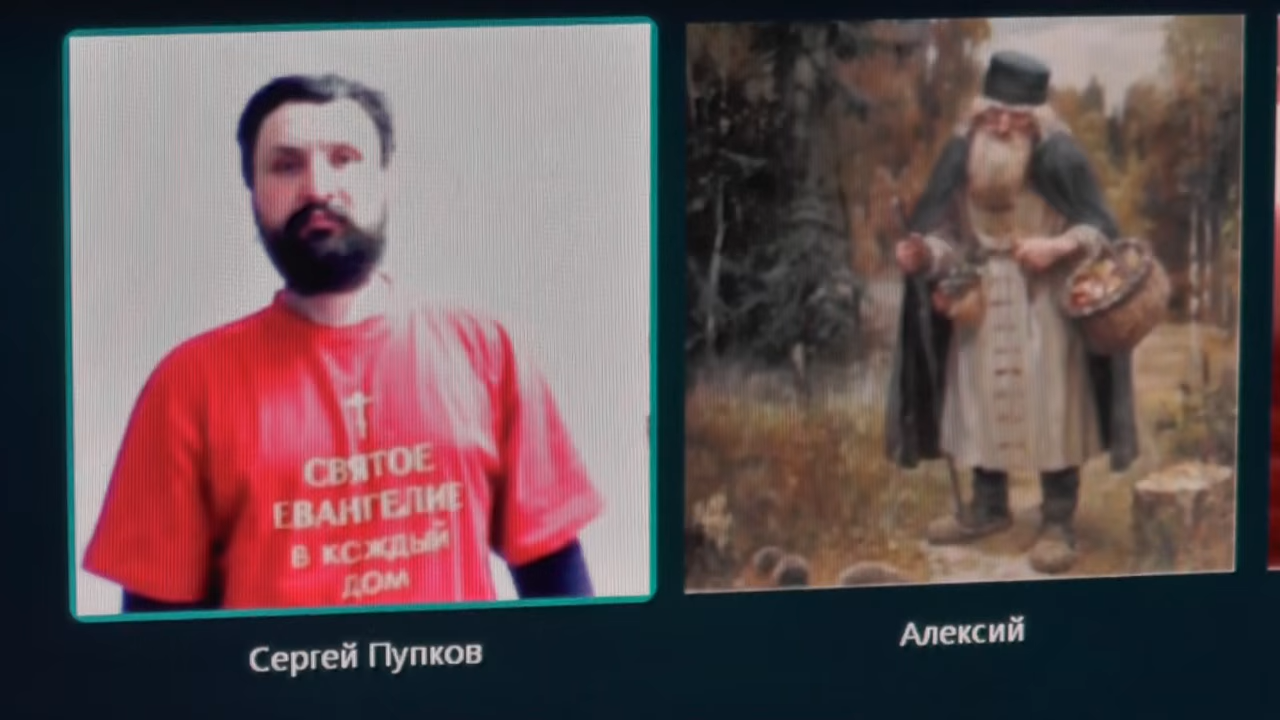 СВЯТОЕ
ЕВАНГЕЛИЕ
В КАЖДЫЙ
ДОМ
Сергей Пупков
Алексий